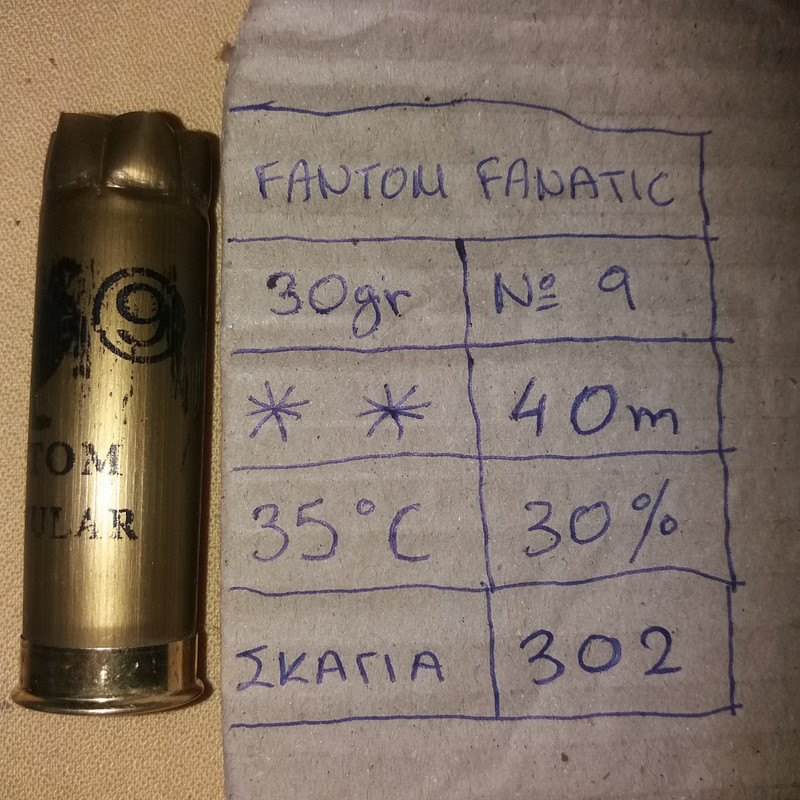 9
TOM
ULAR
FANTOM FANATIC
30gr № 9
* * 40m
35°C 30%
ΣΚΑΓΙΑ 302